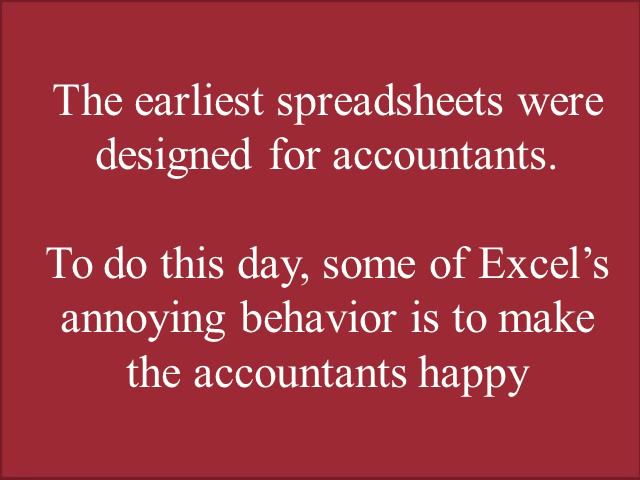 The earliest spreadsheets were
designed for accountants.
To do this day, some of Excel’s
annoying behavior is to make
the accountants happy